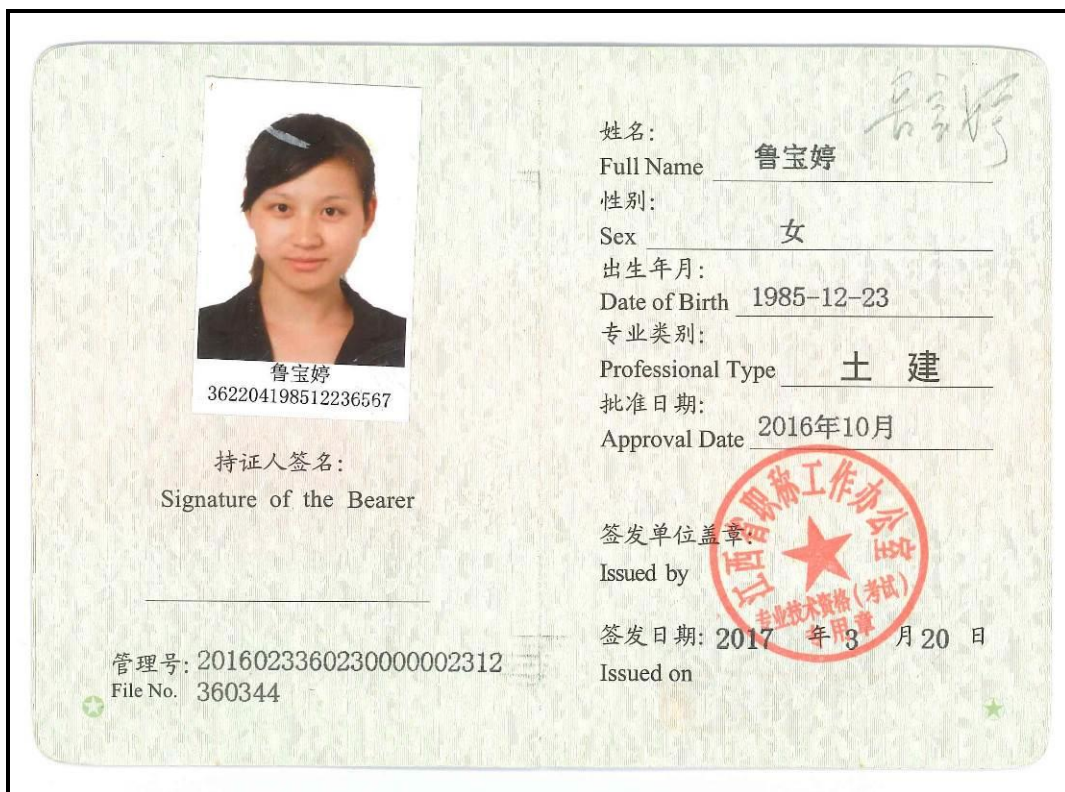 鲁宝婷
362204198512236567
持证人签名:
Signature of the Bearer
管理号: 2016023360230000002312
File No. 360344
鲁宝婷
姓名:
Full Name 鲁宝婷
性别:
Sex 女
出生年月:
Date of Birth 1985-12-23
专业类别:
Professional Type 土 建
批准日期:
Approval Date 2016年10月
签发单位盖章:
Issued by
江西省职称工作办公室
专业技术资格(考试)
专用章
签发日期: 2017 年 3 月 20 日
Issued on